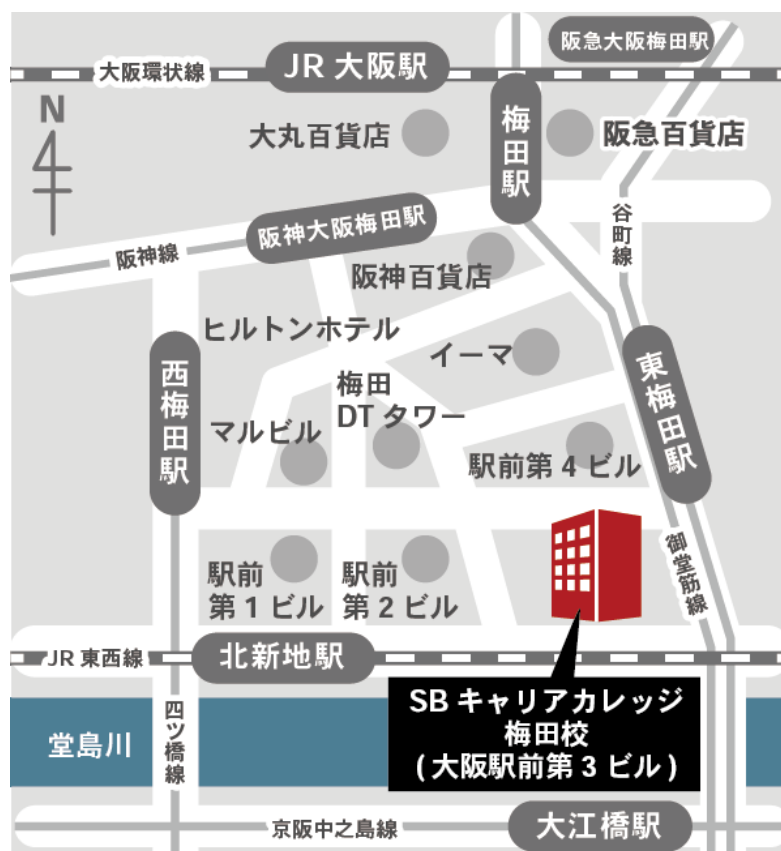 阪急大阪梅田駅
大阪環状線
JR 大阪駅
N
大丸百貨店
梅田駅
阪急百貨店
谷町線
阪神大阪梅田駅
阪神線
阪神百貨店
ヒルトンホテル
イーマ
西梅田駅
梅田
DT タワー
東梅田駅
マルビル
駅前第 4 ビル
御堂筋線
駅前
第 1 ビル
駅前
第 2 ビル
JR 東西線
北新地駅
SB キャリアカレッジ
梅田校
( 大阪駅前第 3 ビル )
堂島川
四ツ橋線
京阪中之島線
大江橋駅